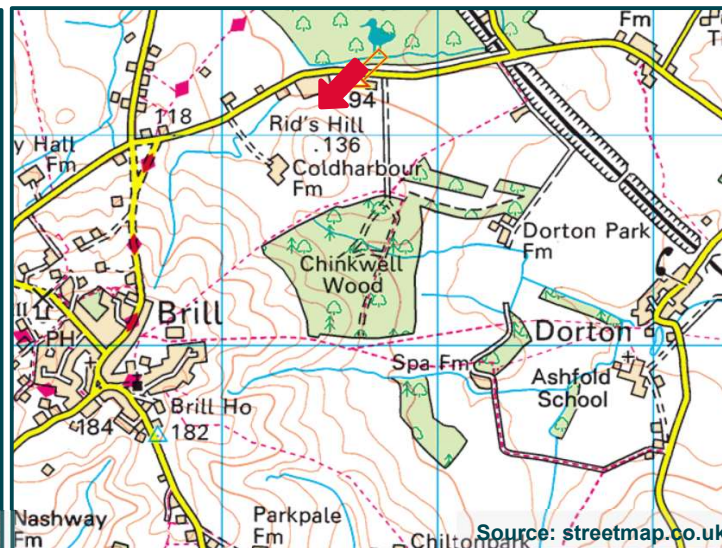 Fm
118
94
Rid's Hill
.136
y Hall
Fm
Coldharbour
Fm
Dorton Park
Fm
Chinkwell
Wood
Brill
PH
Dorton
Spa Fm
Ashfold
School
Brill Ho
184
182
Nashway
Fm
Parkpale
Fm
Chiltonpark
Source: streetmap.co.uk